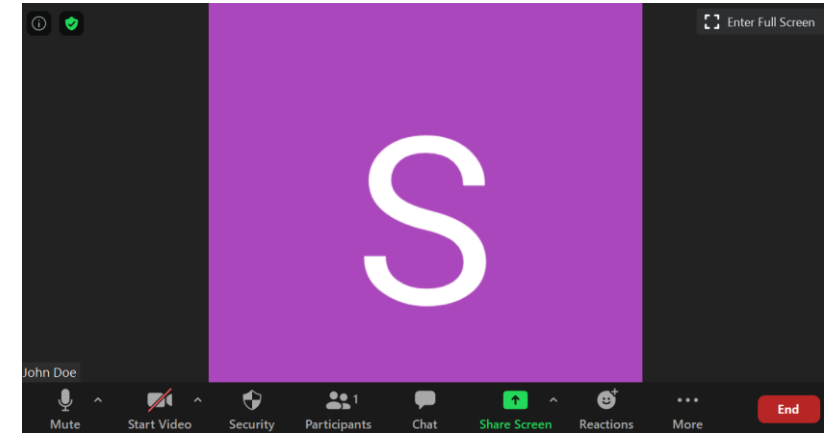 Enter Full Screen
S
John Doe
1
Mute
Start Video
Security
Participants
Chat
Share Screen
Reactions
More
End